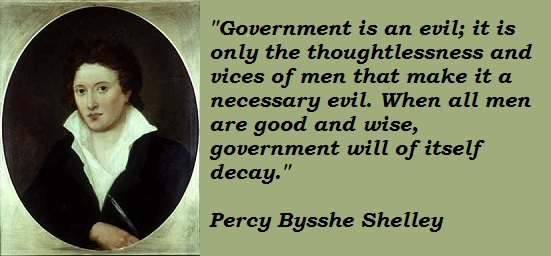 "Government is an evil; it is
only the thoughtlessness and
vices of men that make it a
necessary evil. When all men
are good and wise,
government will of itself
decay."
Percy Bysshe Shelley